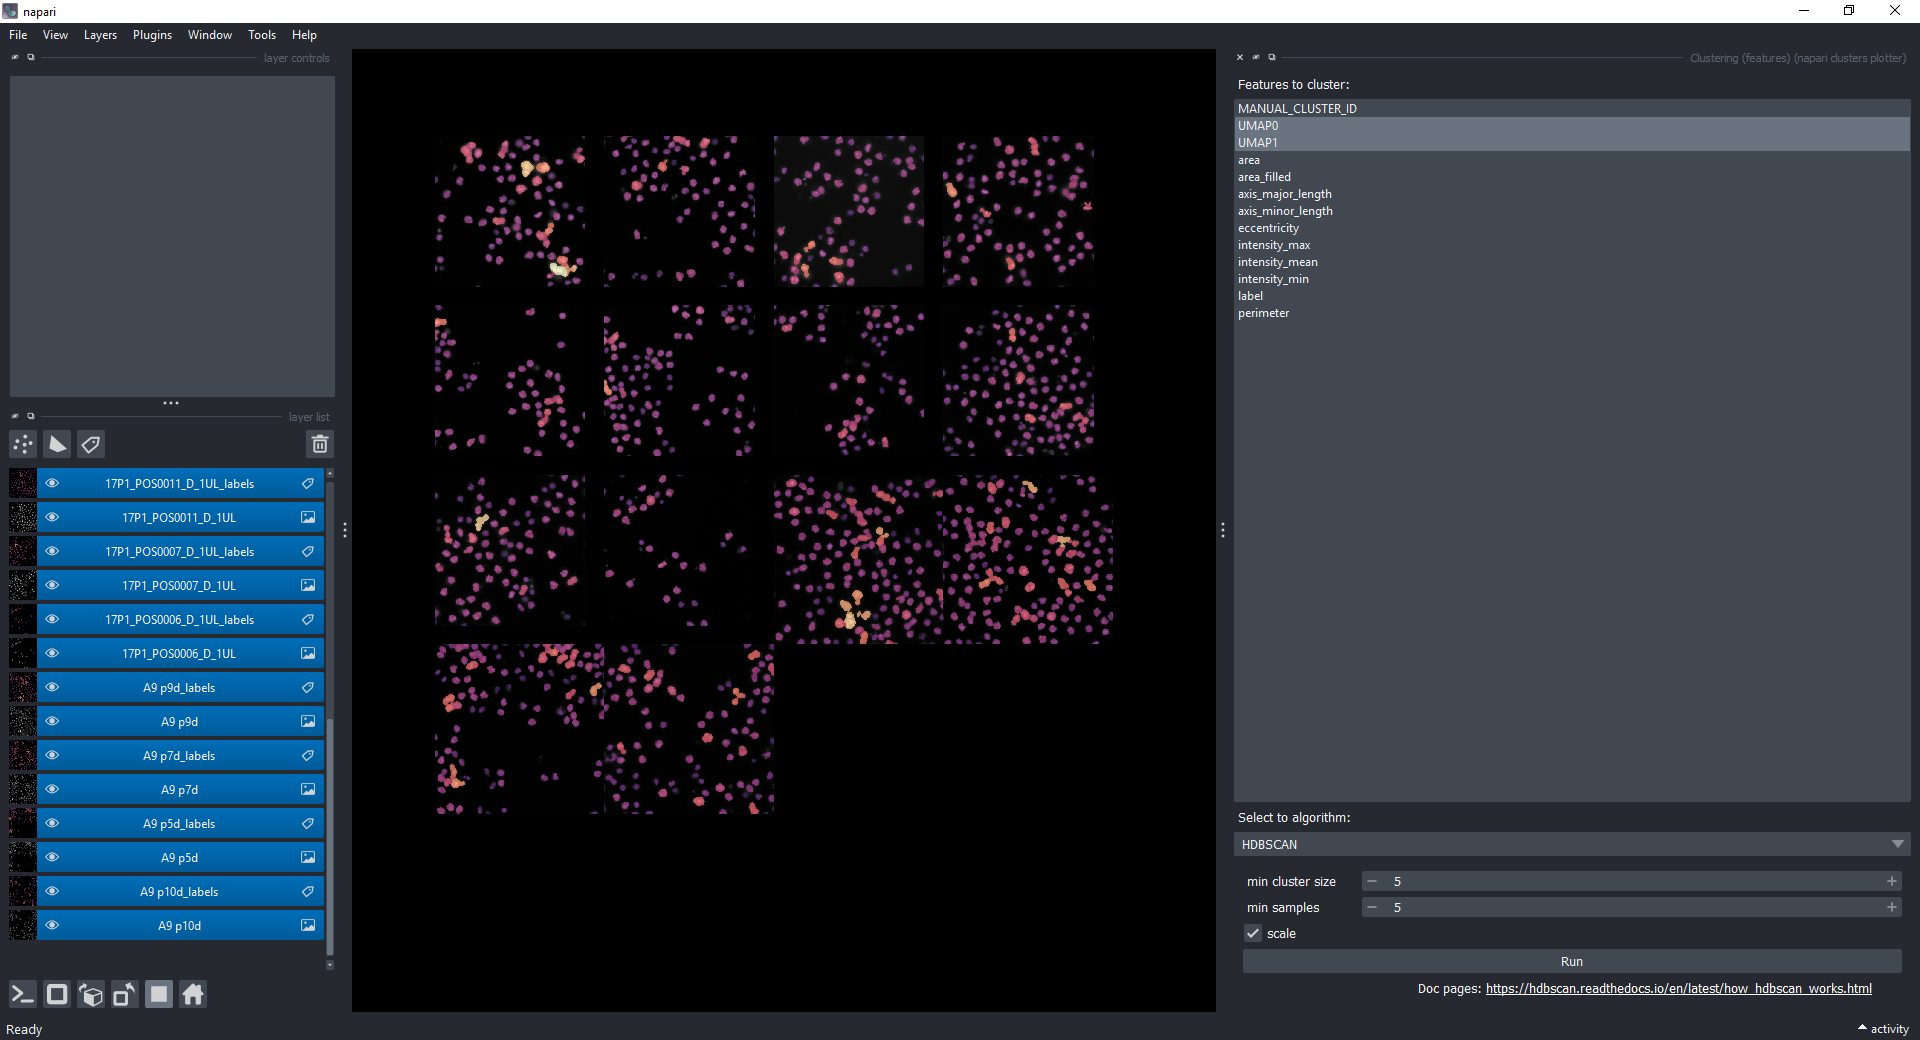 napari
File View Layers Plugins Window Tools Help
layer controls
layer list
17P1_POS0011_D_1UL_labels
17P1_POS0011_D_1UL
17P1_POS0007_D_1UL_labels
17P1_POS0007_D_1UL
17P1_POS0006_D_1UL_labels
17P1_POS0006_D_1UL
A9 p9d_labels
A9 p9d
A9 p7d_labels
A9 p7d
A9 p5d_labels
A9 p5d
A9 p10d_labels
A9 p10d
Ready
Clustering (features) (napari clusters plotter)
Features to cluster:
MANUAL_CLUSTER_ID
UMAP0
UMAP1
area
area_filled
axis_major_length
axis_minor_length
eccentricity
intensity_max
intensity_mean
intensity_min
label
perimeter
Select to algorithm:
HDBSCAN
min cluster size 5
min samples 5
scale
Run
Doc pages: https://hdbscan.readthedocs.io/en/latest/how_hdbscan_works.html
activity